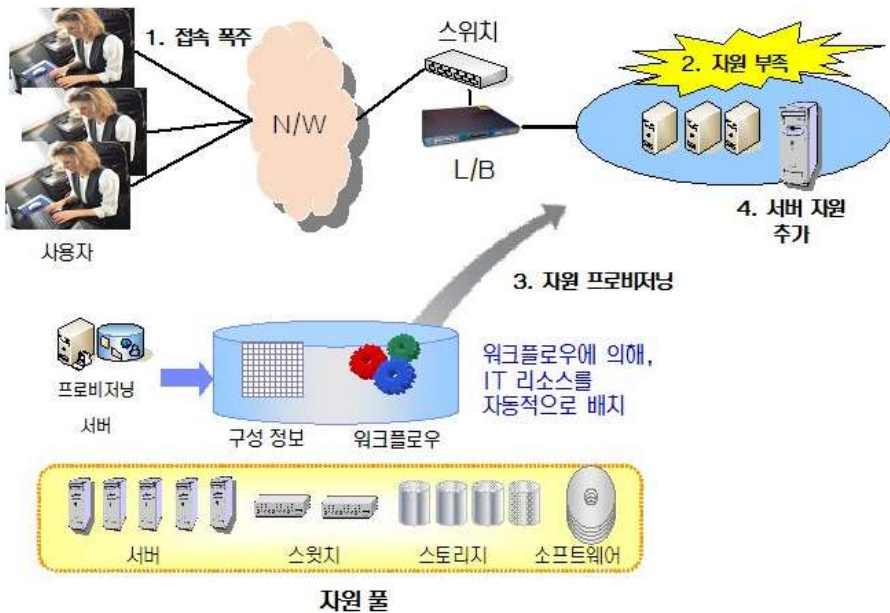 1. 접속 폭주
스위치
2. 자원 부족
N/W
L/B
4. 서버 자원
추가
사용자
3. 자원 프로비저닝
워크플로우에 의해,
IT 리소스를
자동적으로 배치
프로비저닝
서버
구성 정보
워크플로우
서버
스윗치
스토리지
소프트웨어
자원 풀